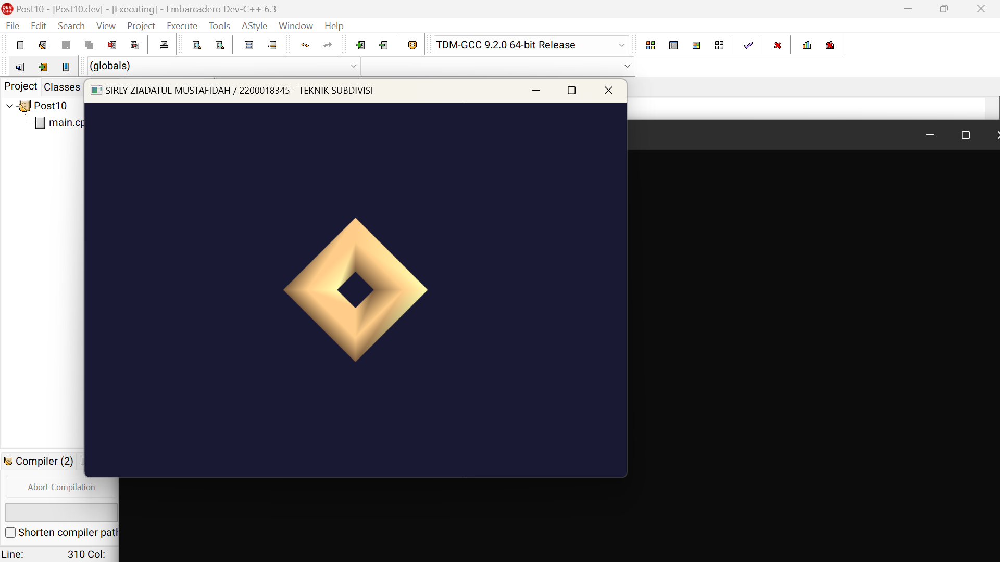 DEV C++ Post10 - [Post10.dev] - [Executing] - Embarcadero Dev-C++ 6.3
File Edit Search View Project Execute Tools AStyle Window Help
TDM-GCC 9.2.0 64-bit Release
(globals)
Project Classes
SIRLY ZIADATUL MUSTAFIDAH / 2200018345 - TEKNIK SUBDIVISI
Post10
main.cp
Compiler (2)
Abort Compilation
Shorten compiler path
Line: 310 Col: